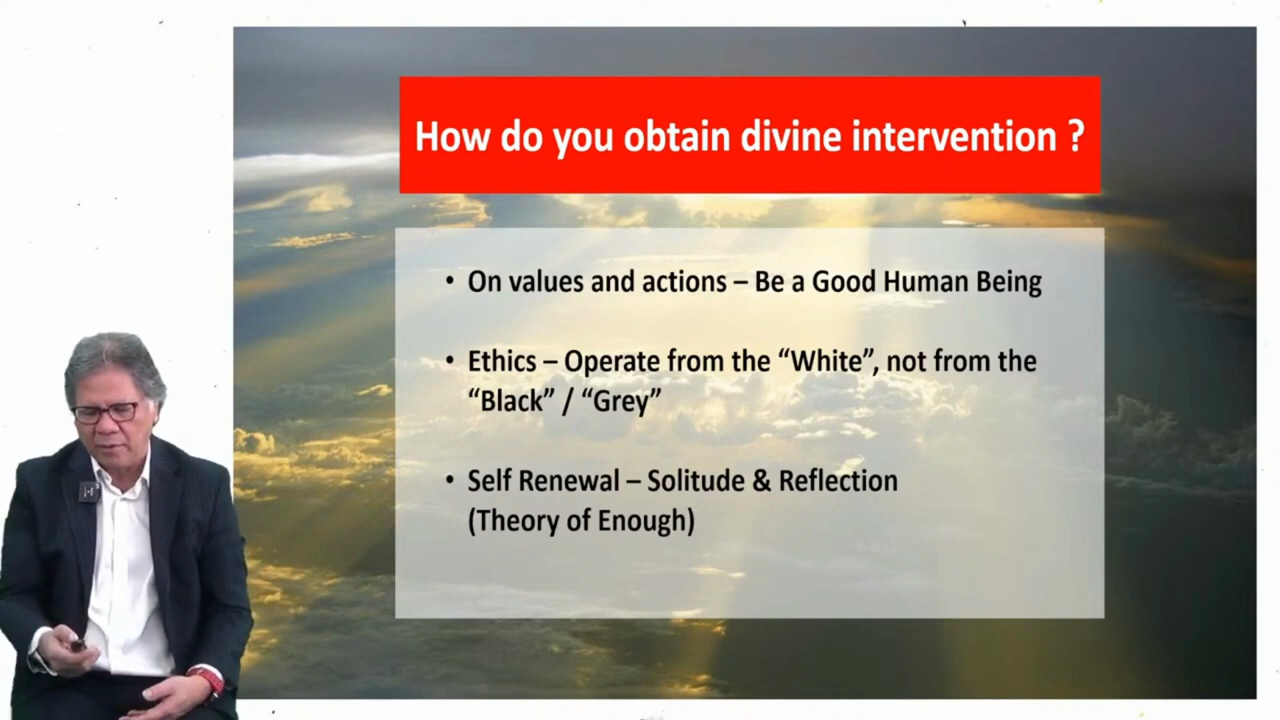 How do you obtain divine intervention ?
• On values and actions – Be a Good Human Being
• Ethics – Operate from the “White”, not from the
“Black” / “Grey”
• Self Renewal – Solitude & Reflection
(Theory of Enough)